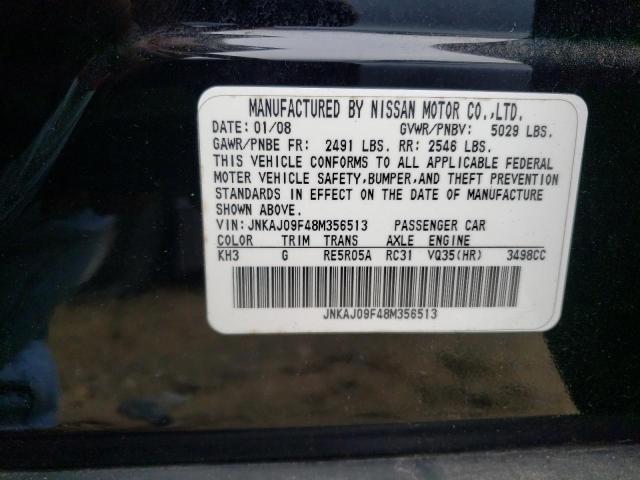 MANUFACTURED BY NISSAN MOTOR CO.,LTD.
DATE: 01/08 GVWR/PNBV: 5029 LBS.
GAWR/PNBE FR: 2491 LBS. RR: 2546 LBS.
THIS VEHICLE CONFORMS TO ALL APPLICABLE FEDERAL
MOTOR VEHICLE SAFETY,BUMPER,AND THEFT PREVENTION
STANDARDS IN EFFECT ON THE DATE OF MANUFACTURE
SHOWN ABOVE.
VIN:JNKAJ09F48M356513 PASSENGER CAR
COLOR TRIM TRANS AXLE ENGINE
KH3 G RE5R05A RC31 VQ35(HR) 3498CC
JNKAJ09F48M356513